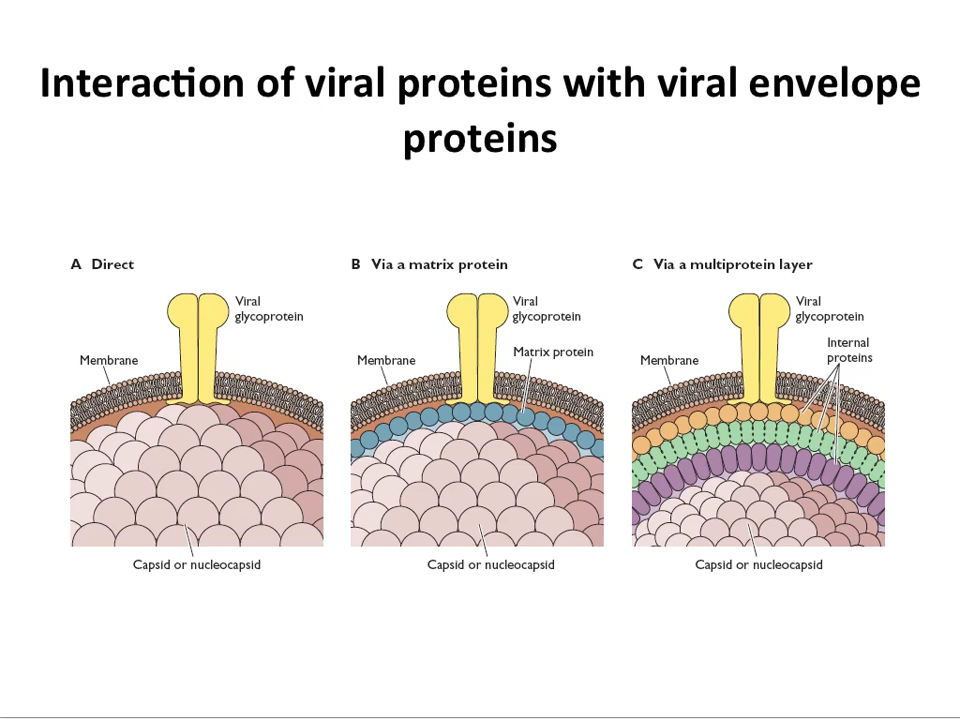 Interaction of viral proteins with viral envelope
proteins
A Direct
Viral
glycoprotein
Membrane
Capsid or nucleocapsid
B Via a matrix protein
Viral
glycoprotein
Matrix protein
Membrane
Capsid or nucleocapsid
C Via a multiprotein layer
Viral
glycoprotein
Internal
proteins
Membrane
Capsid or nucleocapsid